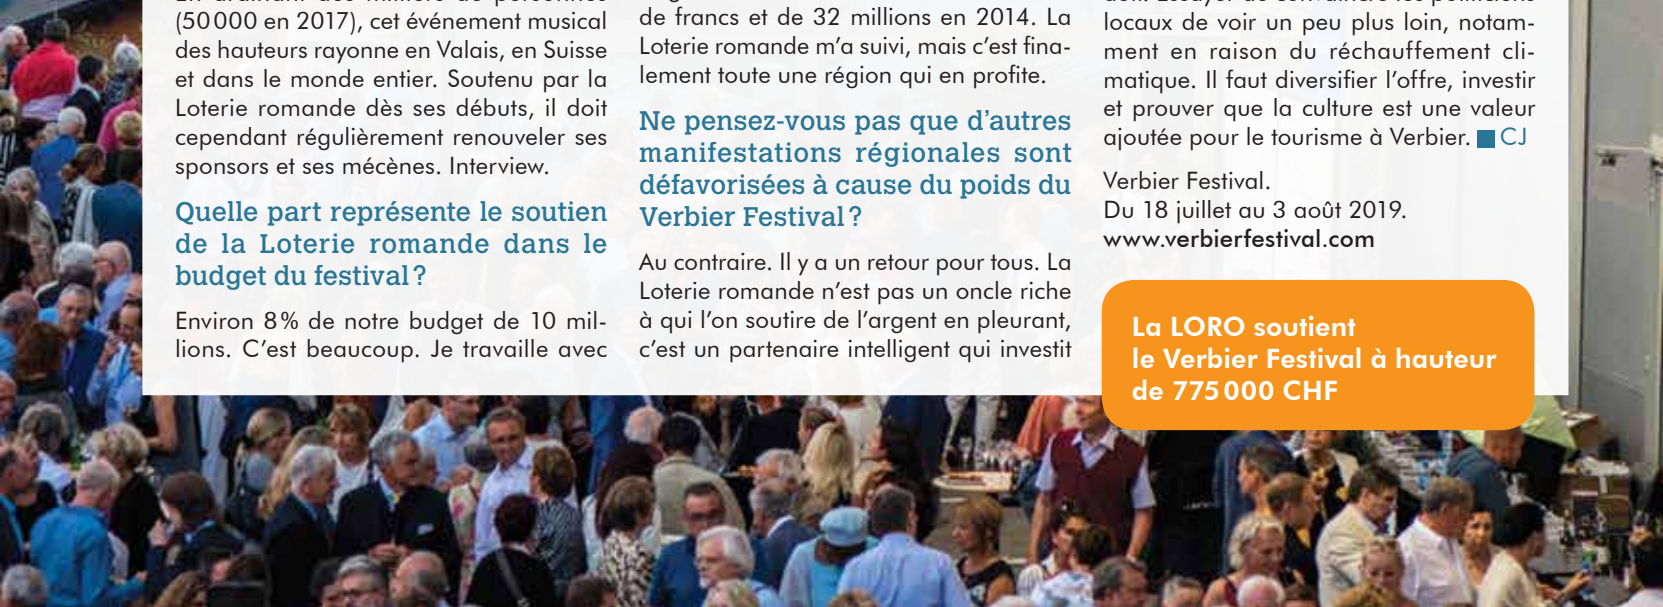 (50 000 en 2017), cet événement musical
des hauteurs rayonne en Valais, en Suisse
et dans le monde entier. Soutenu par la
Loterie romande dès ses débuts, il doit
cependant régulièrement renouveler ses
sponsors et ses mécènes. Interview.
Quelle part représente le soutien
de la Loterie romande dans le
budget du festival ?
Environ 8 % de notre budget de 10 mil-
lions. C’est beaucoup. Je travaille avec
de francs et de 32 millions en 2014. La
Loterie romande m’a suivi, mais c’est fina-
lement toute une région qui en profite.
Ne pensez-vous pas que d’autres
manifestations régionales sont
défavorisées à cause du poids du
Verbier Festival ?
Au contraire. Il y a un retour pour tous. La
Loterie romande n’est pas un oncle riche
à qui l’on soutire de l’argent en pleurant,
c’est un partenaire intelligent qui investit
locaux de voir un peu plus loin, notam-
ment en raison du réchauffement cli-
matique. Il faut diversifier l’offre, investir
et prouver que la culture est une valeur
ajoutée pour le tourisme à Verbier. ■ CJ
Verbier Festival.
Du 18 juillet au 3 août 2019.
www.verbierfestival.com
La LORO soutient
le Verbier Festival à hauteur
de 775 000 CHF